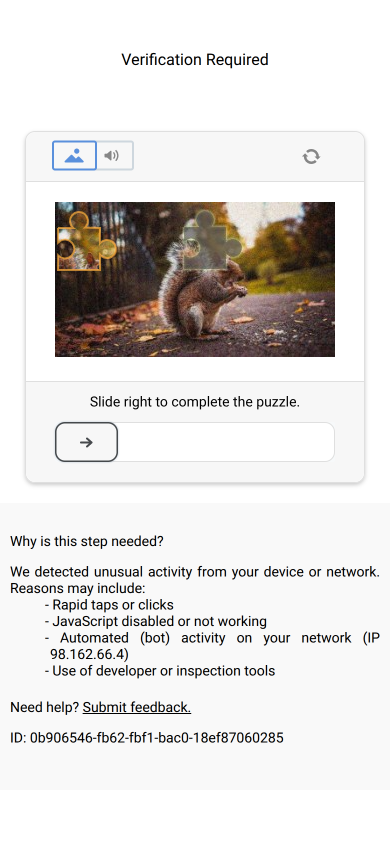 Verification Required
Slide right to complete the puzzle.
Why is this step needed?
We detected unusual activity from your device or network.
Reasons may include:
- Rapid taps or clicks
- JavaScript disabled or not working
- Automated (bot) activity on your network (IP
98.162.66.4)
- Use of developer or inspection tools
Need help? Submit feedback.
ID: 0b906546-fb62-fbf1-bac0-18ef87060285